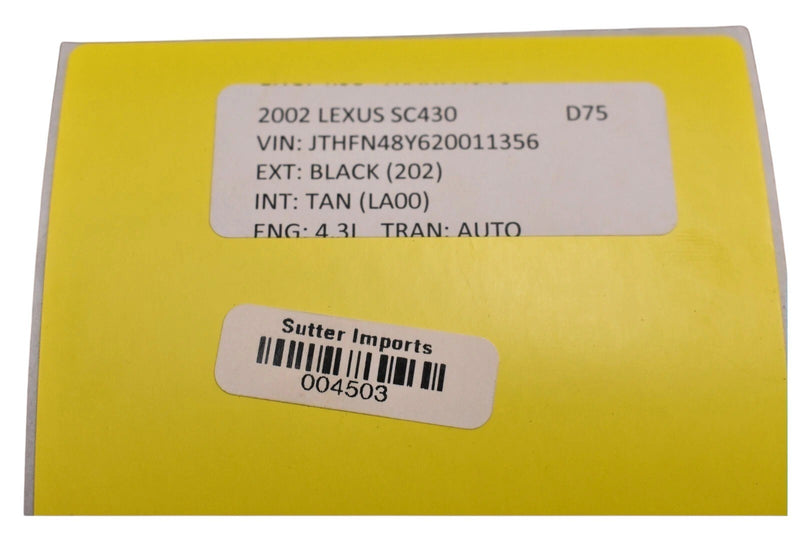 2002 LEXUS SC430 D75
VIN: JTHFN48Y620011356
EXT: BLACK (202)
INT: TAN (LA00)
ENG: 4.3L TRAN: AUTO
Sutter Imports
004503